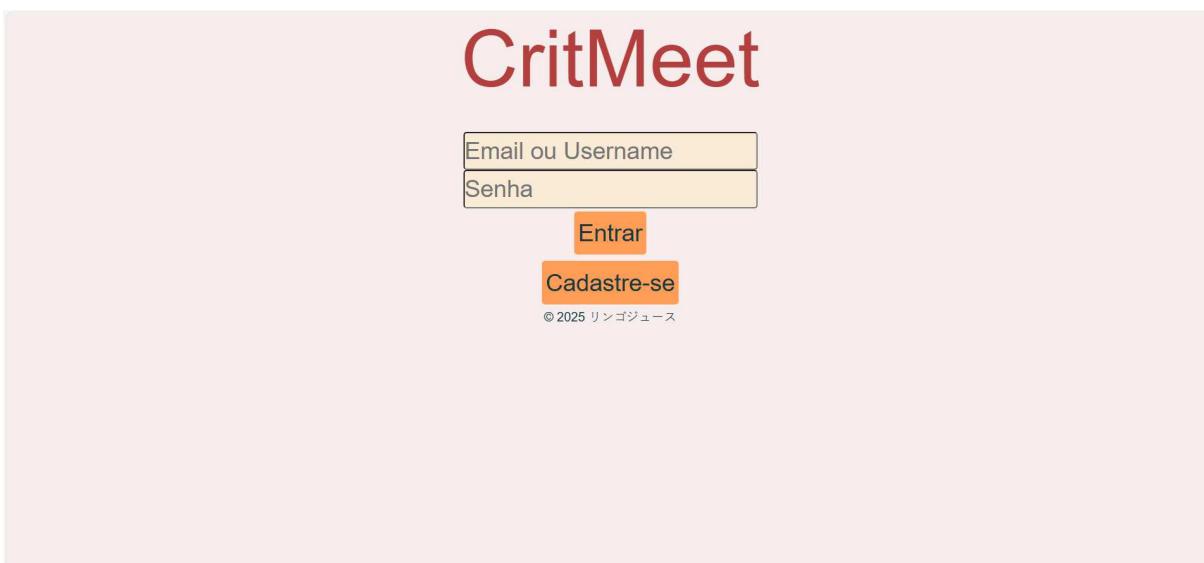 CritMeet
Email ou Username
Senha
Entrar
Cadastre-se
© 2025 リンゴジュース